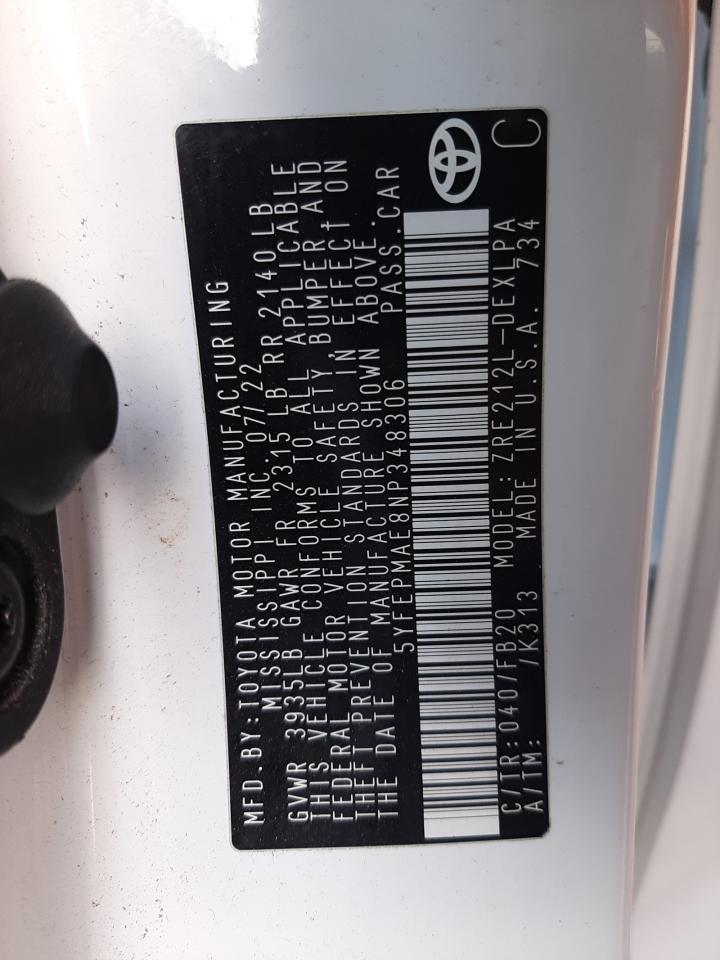 MFD.BY:TOYOTA MOTOR MANUFACTURING
MISSISSIPPI INC.07/22
GVWR 3935LB GAWR FR 2315 LB RR 2140 LB
THIS VEHICLE CONFORMS TO ALL APPLICABLE
FEDERAL MOTOR VEHICLE SAFETY,BUMPER,AND
THEFT PREVENTION STANDARDS IN EFFECT ON
THE DATE OF MANUFACTURE SHOWN ABOVE.
5YFEPMAE8NP348306 PASS.CAR
C/TR:040/FB20 MODEL:ZRE212L-DEXLPA
A/TM: /K313 MADE IN U.S.A. 734
C